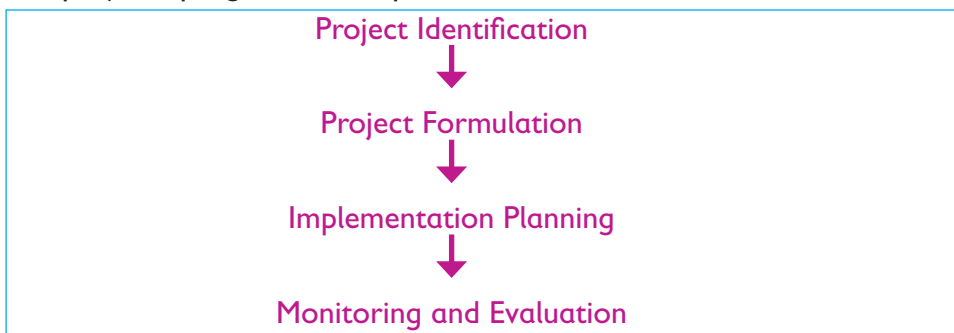 Project Identification
Project Formulation
Implementation Planning
Monitoring and Evaluation